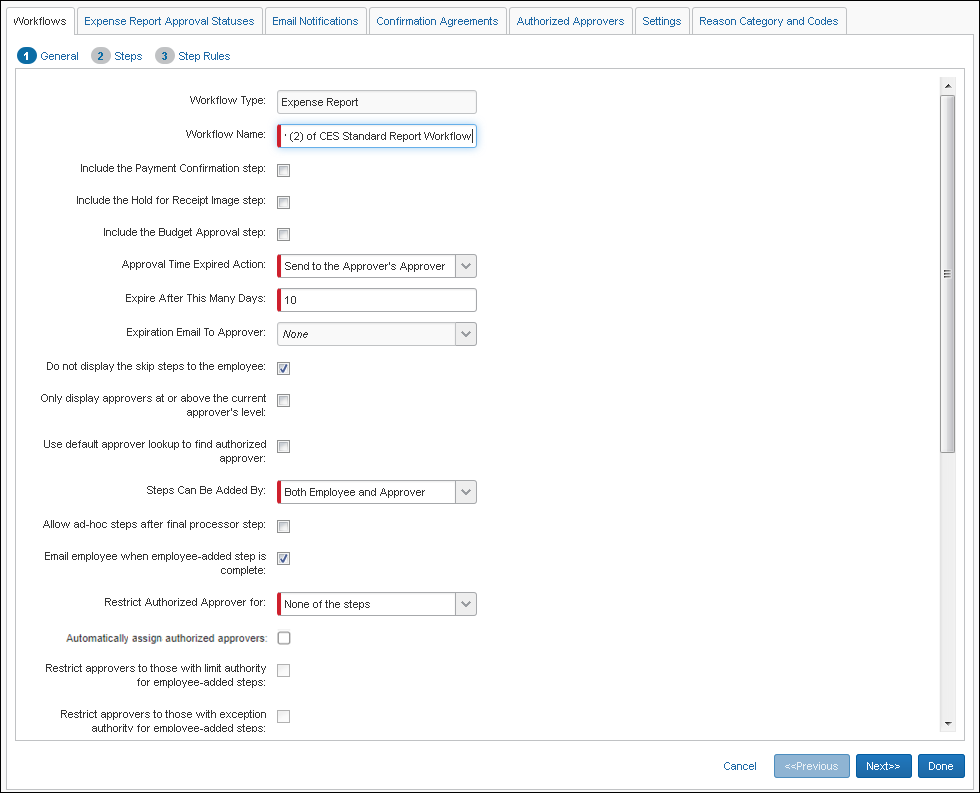 Workflows Expense Report Approval Statuses Email Notifications Confirmation Agreements Authorized Approvers Settings Reason Category and Codes
1 General 2 Steps 3 Step Rules
Workflow Type: Expense Report
Workflow Name: (2) of CES Standard Report Workflow
Include the Payment Confirmation step:
Include the Hold for Receipt Image step:
Include the Budget Approval step:
Approval Time Expired Action: Send to the Approver's Approver
Expire After This Many Days: 10
Expiration Email To Approver: None
Do not display the skip steps to the employee:
Only display approvers at or above the current
approver's level:
Use default approver lookup to find authorized
approver:
Steps Can Be Added By: Both Employee and Approver
Allow ad-hoc steps after final processor step:
Email employee when employee-added step is
complete:
Restrict Authorized Approver for: None of the steps
Automatically assign authorized approvers:
Restrict approvers to those with limit authority
for employee-added steps:
Restrict approvers to those with exception
authority for employee-added steps:
Cancel <<Previous Next>> Done